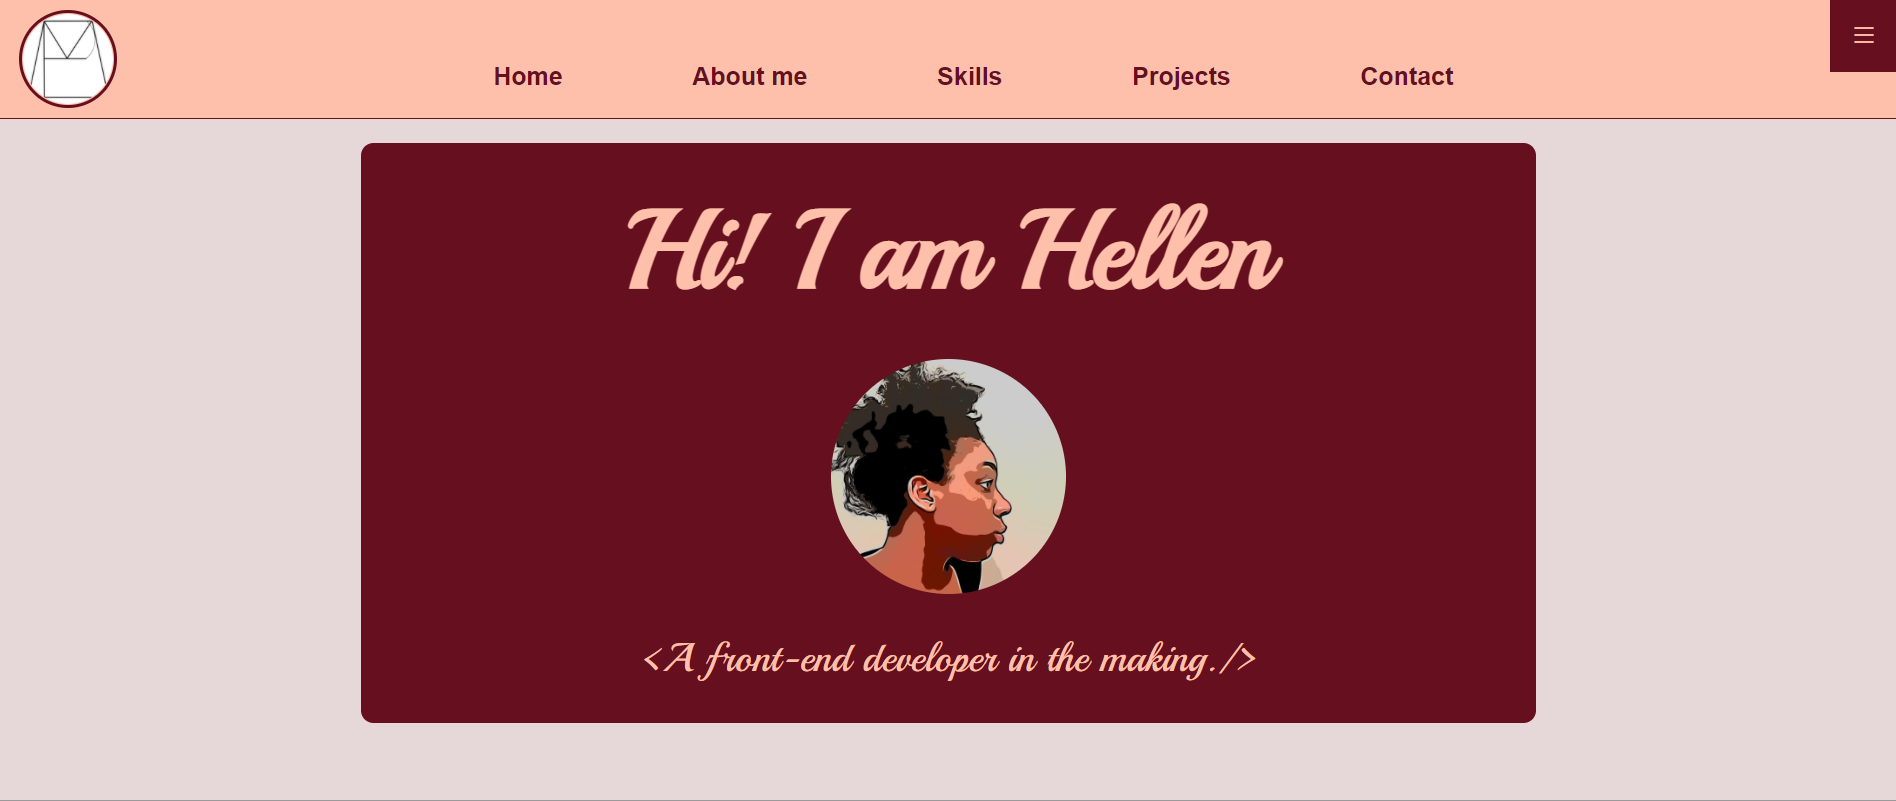 Home About me Skills Projects Contact
Hi! I am Hellen
<A front-end developer in the making./>